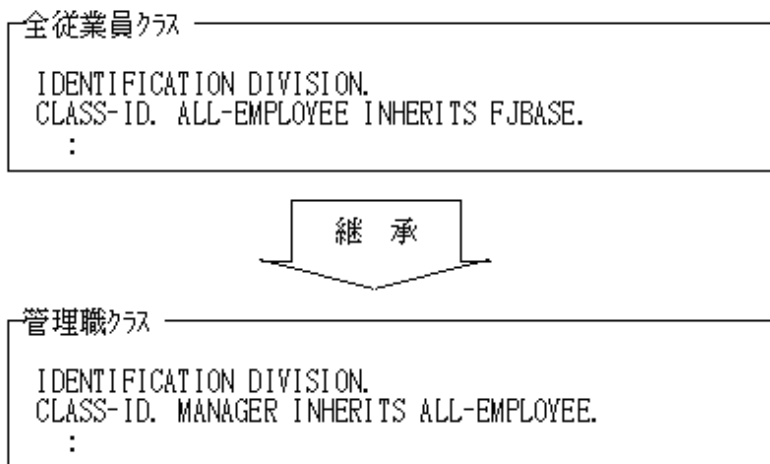 全従業員ｸﾗｽ
IDENTIFICATION DIVISION.
CLASS-ID. ALL-EMPLOYEE INHERITS FJBASE.
:
継 承
管理職ｸﾗｽ
IDENTIFICATION DIVISION.
CLASS-ID. MANAGER INHERITS ALL-EMPLOYEE.
: